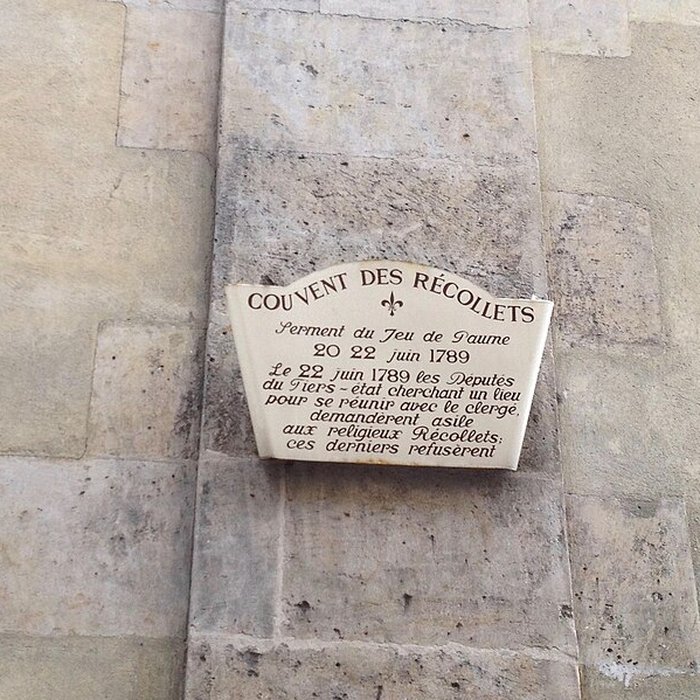 COUVENT DES RÉCOLLETS
Serment du Jeu de Paume
20 22 juin 1789
Le 22 juin 1789 les Députés
du Tiers-état cherchant un lieu
pour se réunir avec le clergé,
demandèrent asile
aux religieux Récollets;
ces derniers refusèrent